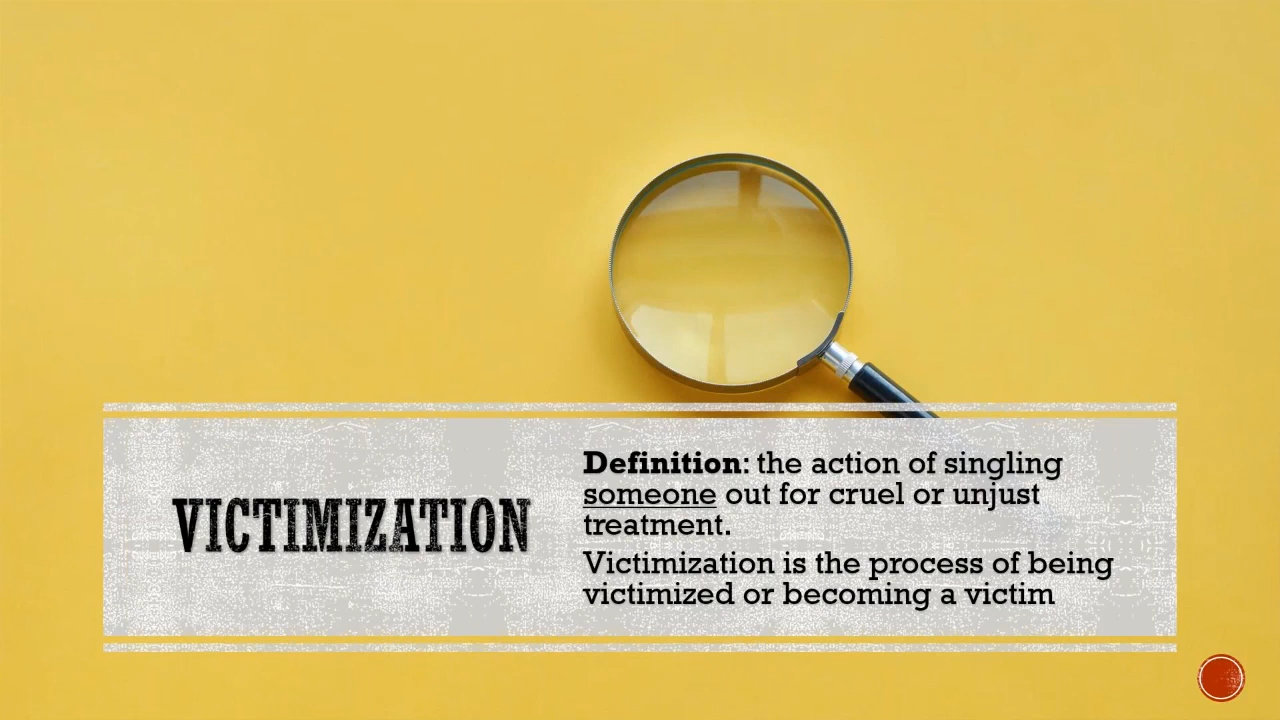 VICTIMIZATION
Definition: the action of singling
someone out for cruel or unjust
treatment.
Victimization is the process of being
victimized or becoming a victim